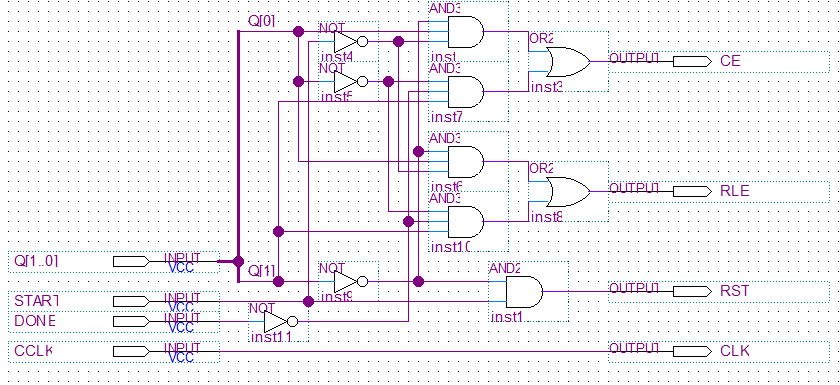 AND3
Q[0]
NOT
inst4
inst
OR2
NOT
inst5
AND3
inst7
inst3
OUTPUT
CE
AND3
inst6
OR2
AND3
inst10
inst8
OUTPUT
RLE
Q[1..0]
INPUT
VCC
Q[1]
NOT
inst9
AND2
inst1
OUTPUT
RST
START
INPUT
VCC
DONE
INPUT
VCC
NOT
inst11
CCLK
INPUT
VCC
OUTPUT
CLK